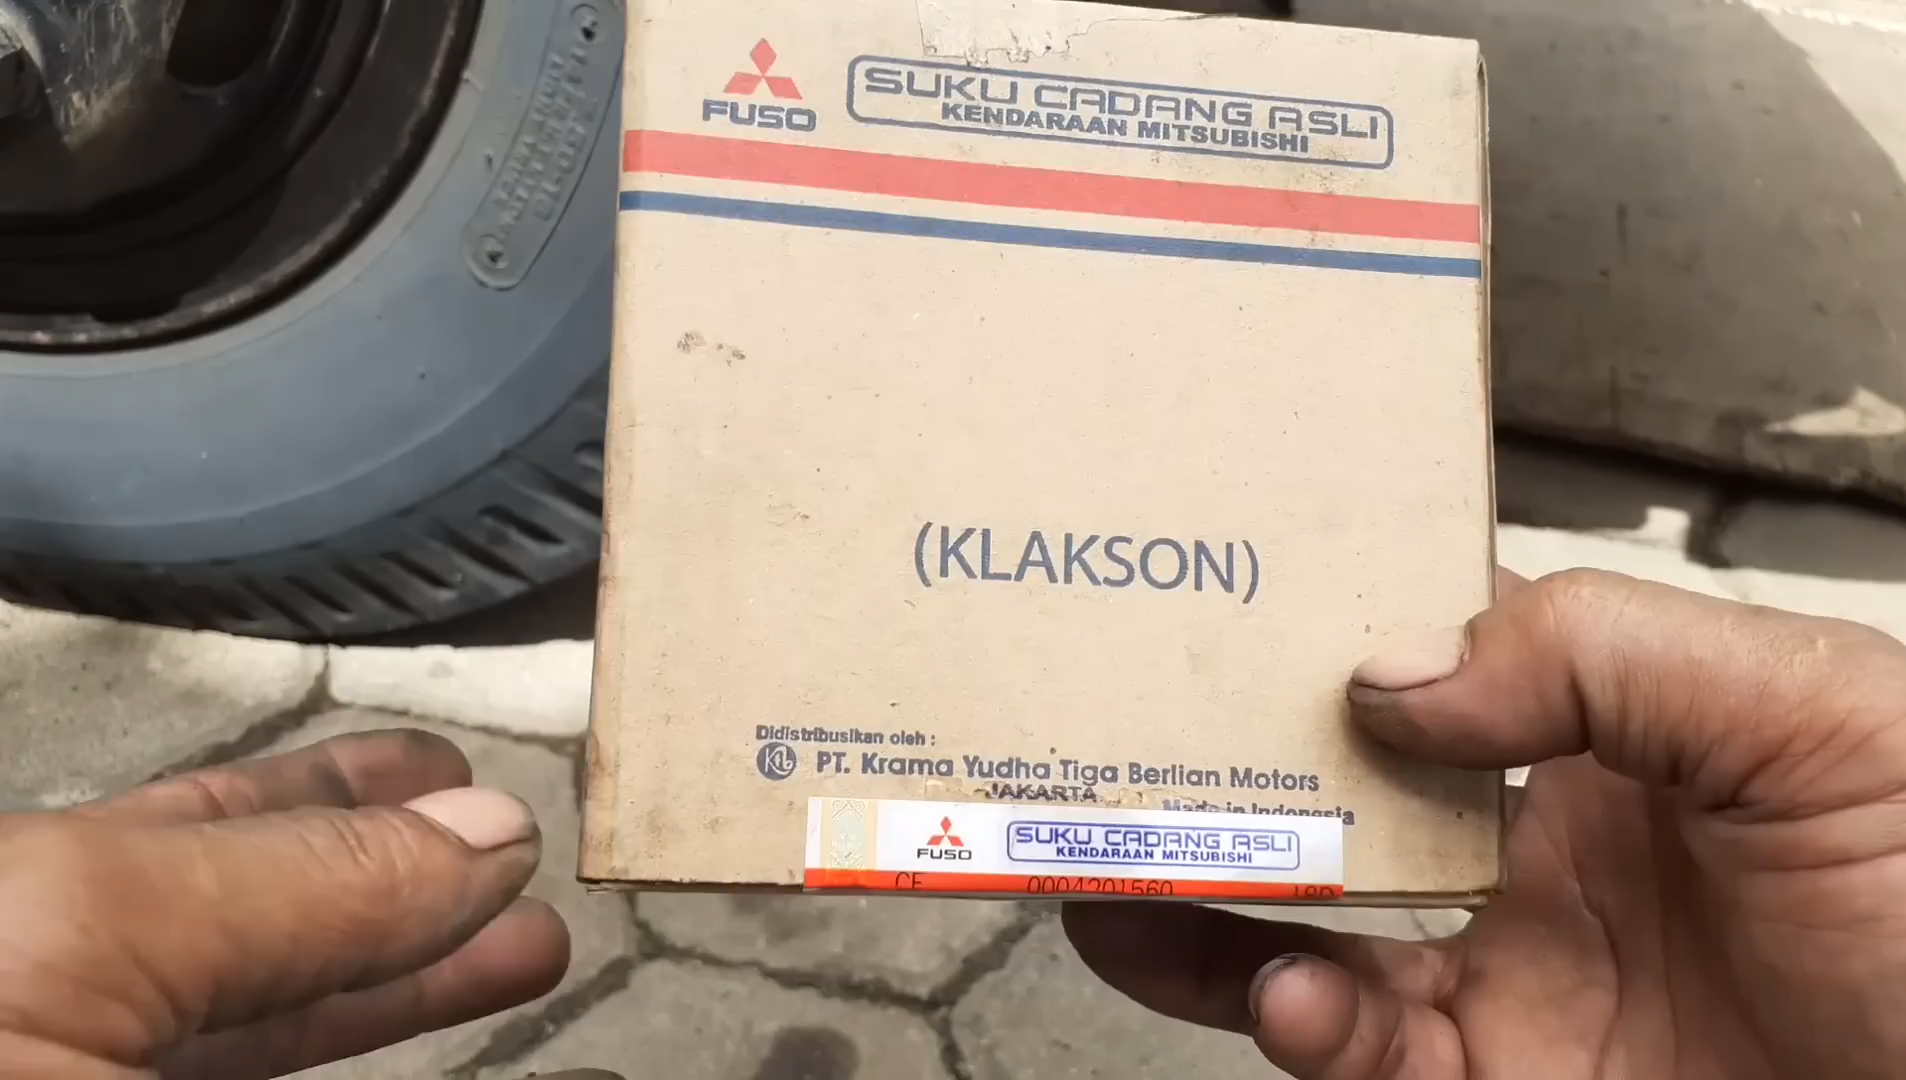 FUSO
SUKU CADANG ASLI
KENDARAAN MITSUBISHI
(KLAKSON)
Didistribusikan oleh :
PT. Krama Yudha Tiga Berlian Motors
JAKARTA
Made in Indonesia
FUSO
SUKU CADANG ASLI
KENDARAAN MITSUBISHI
0004201560